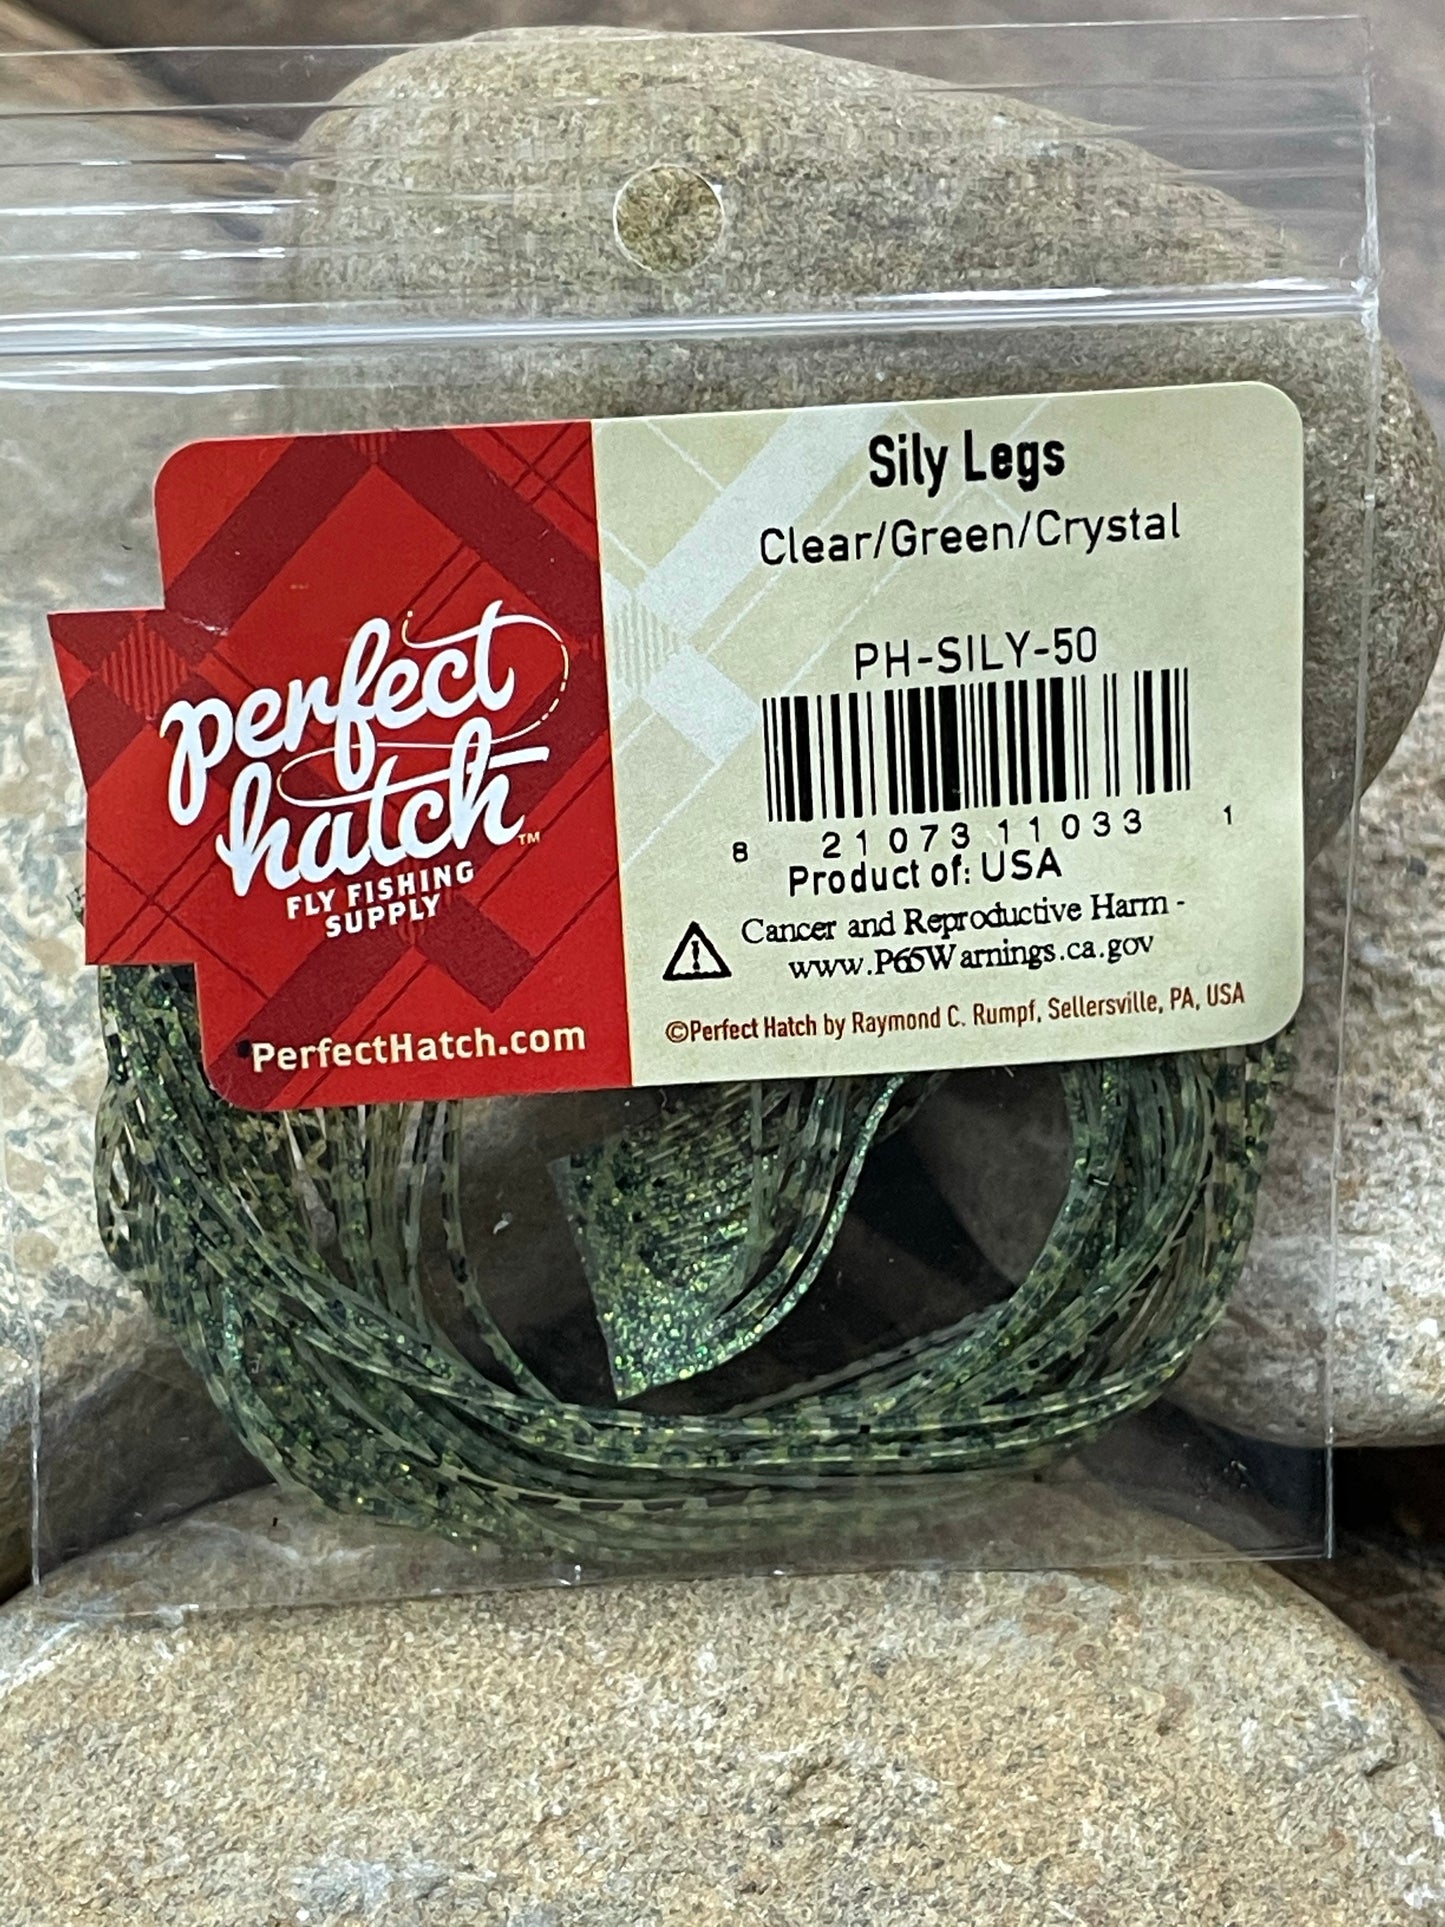 perfect
hatch™
FLY FISHING
SUPPLY
PerfectHatch.com
Sily Legs
Clear/Green/Crystal
PH-SILY-50
8 21073 11033 1
Product of: USA
Cancer and Reproductive Harm -
www.P65Warnings.ca.gov
©Perfect Hatch by Raymond C. Rumpf, Sellersville, PA, USA